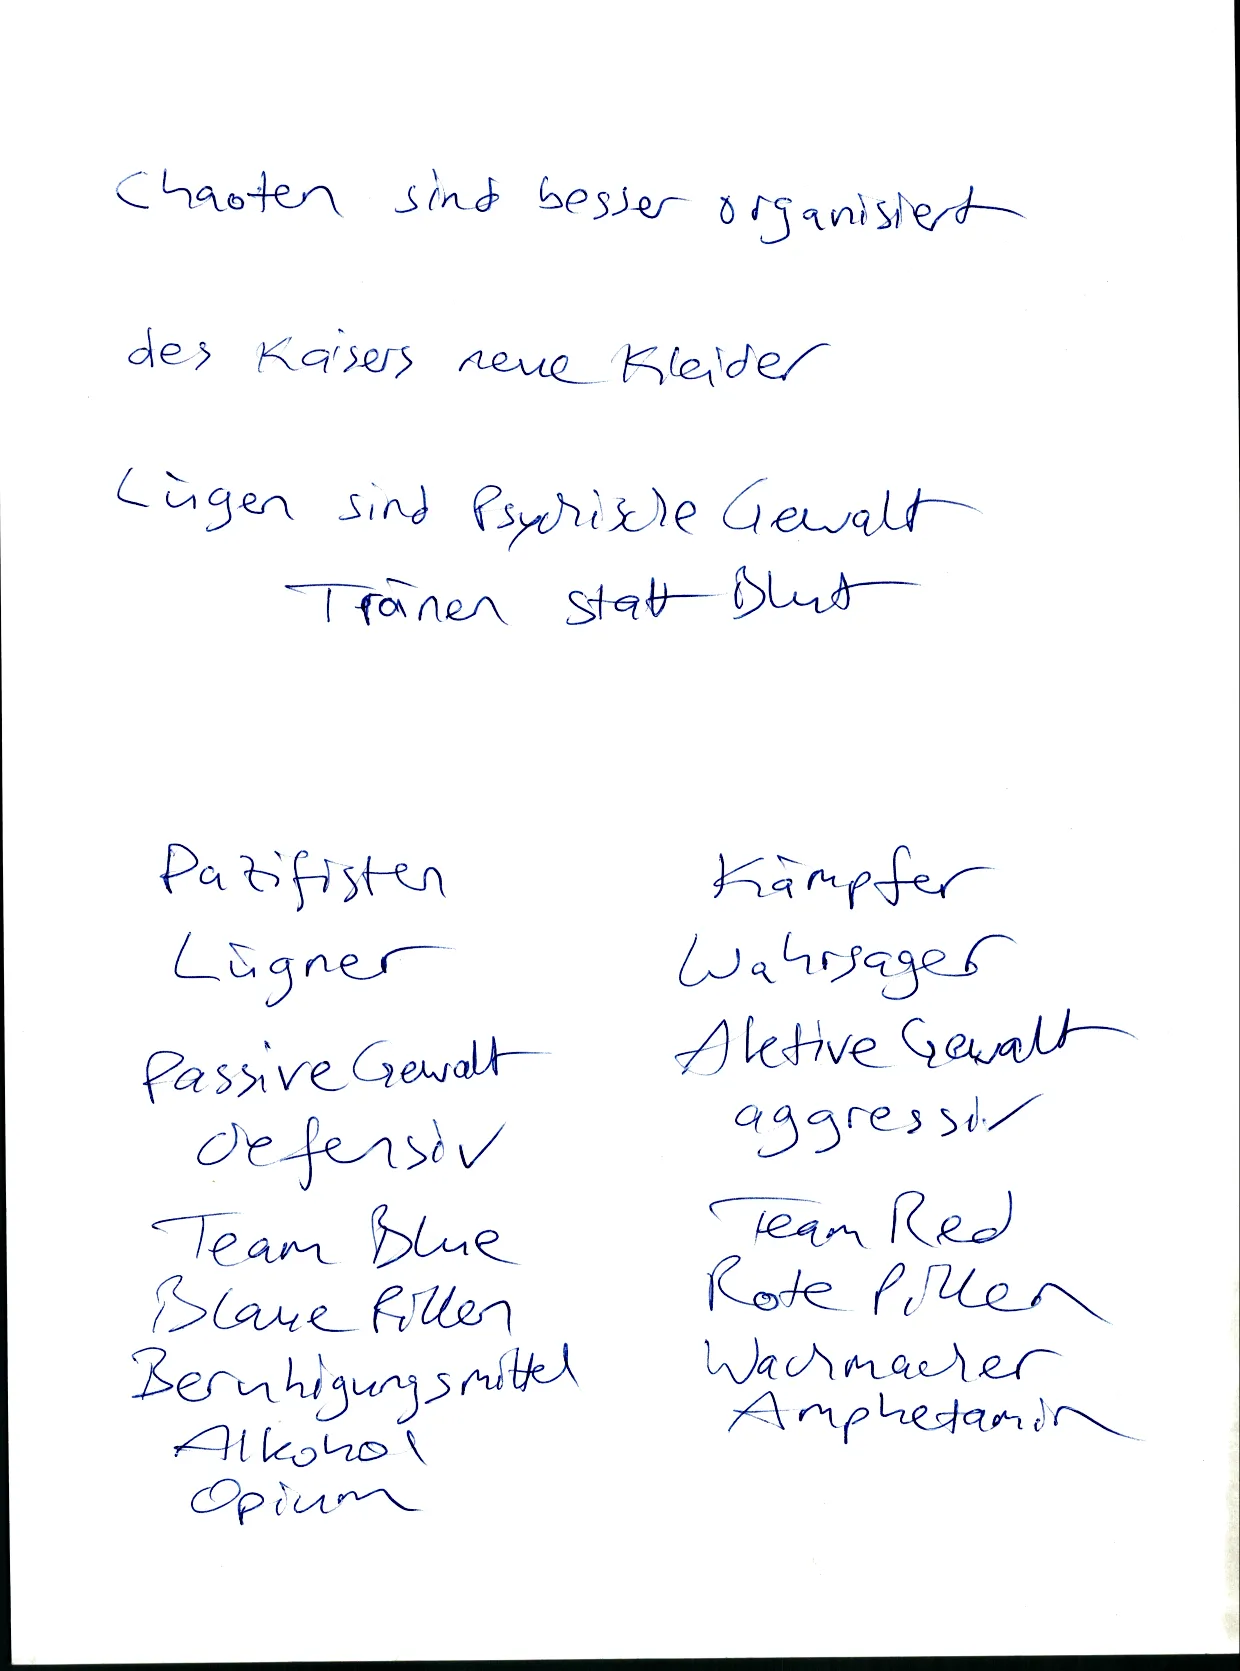 Chaoten sind besser organisiert
des Kaisers neue Kleider
Lügen sind Psychische Gewalt
Tränen statt Blut
Pazifisten Kämpfer
Lügner Wahrsager
Passive Gewalt Aktive Gewalt
defensiv aggressiv
Team Blue Team Red
Blaue Pillen Rote Pillen
Beruhigungsmittel Wachmacher
Alkohol Amphetamin
Opium